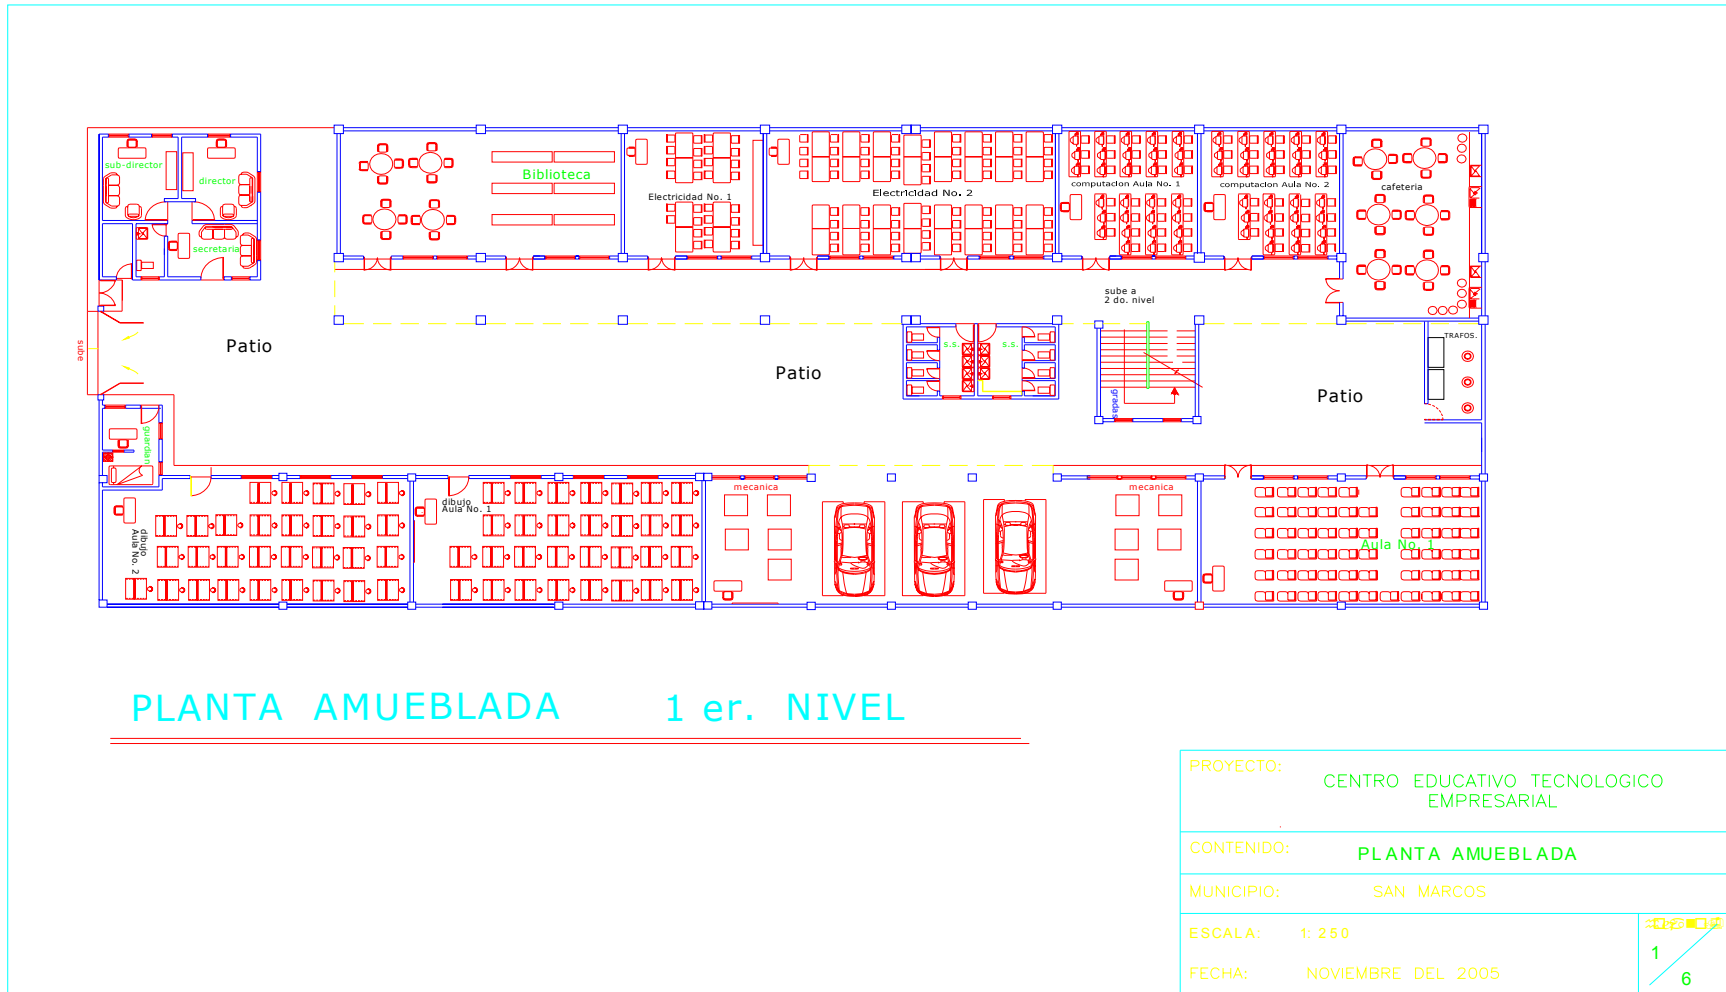 sub-director
director
secretaria
Biblioteca
Electricidad No. 1
Electricidad No. 2
computacion Aula No. 1
computacion Aula No. 2
cafeteria
sube a
2 do. nivel
TRAFOS.
sube
Patio
Patio
Patio
s.s.
s.s.
gradas
guardian
dibujo
Aula No. 2
dibujo
Aula No. 1
mecanica
mecanica
Aula No. 1
PLANTA AMUEBLADA 1 er. NIVEL
PROYECTO:
CENTRO EDUCATIVO TECNOLOGICO
EMPRESARIAL
CONTENIDO: PLANTA AMUEBLADA
MUNICIPIO: SAN MARCOS
ESCALA: 1: 250
FECHA: NOVIEMBRE DEL 2005
1
6